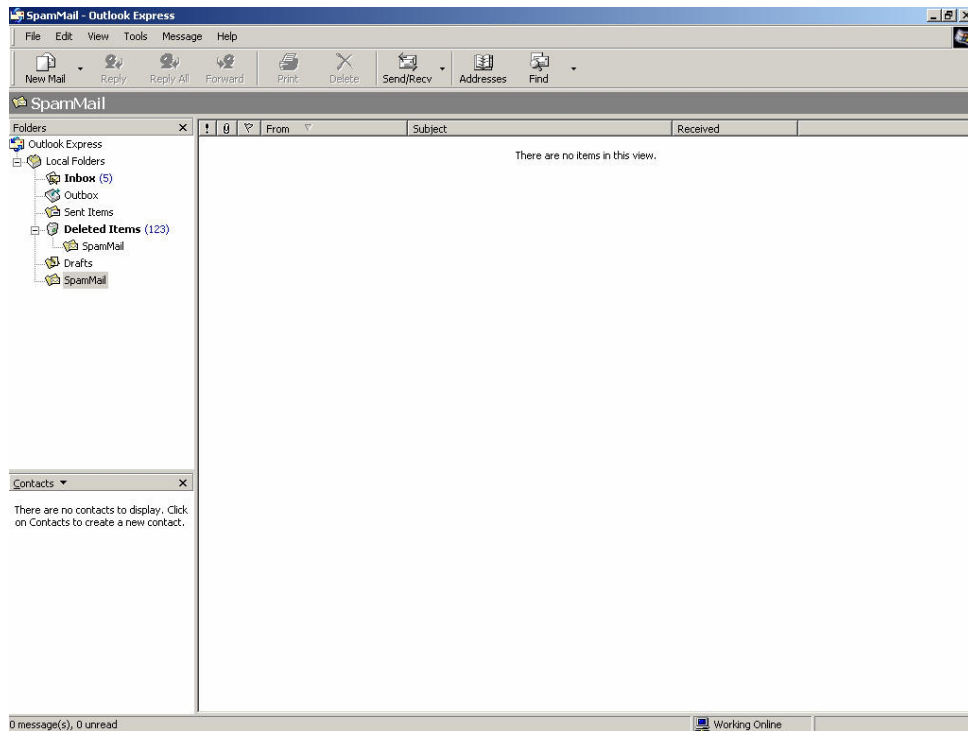 SpamMail - Outlook Express
File Edit View Tools Message Help
New Mail Reply Reply All Forward Print Delete Send/Recv Addresses Find
SpamMail
Folders
Outlook Express
Local Folders
Inbox (5)
Outbox
Sent Items
Deleted Items (123)
SpamMail
Drafts
SpamMail
! From Subject Received
There are no items in this view.
Contacts
There are no contacts to display. Click
on Contacts to create a new contact.
0 message(s), 0 unread Working Online